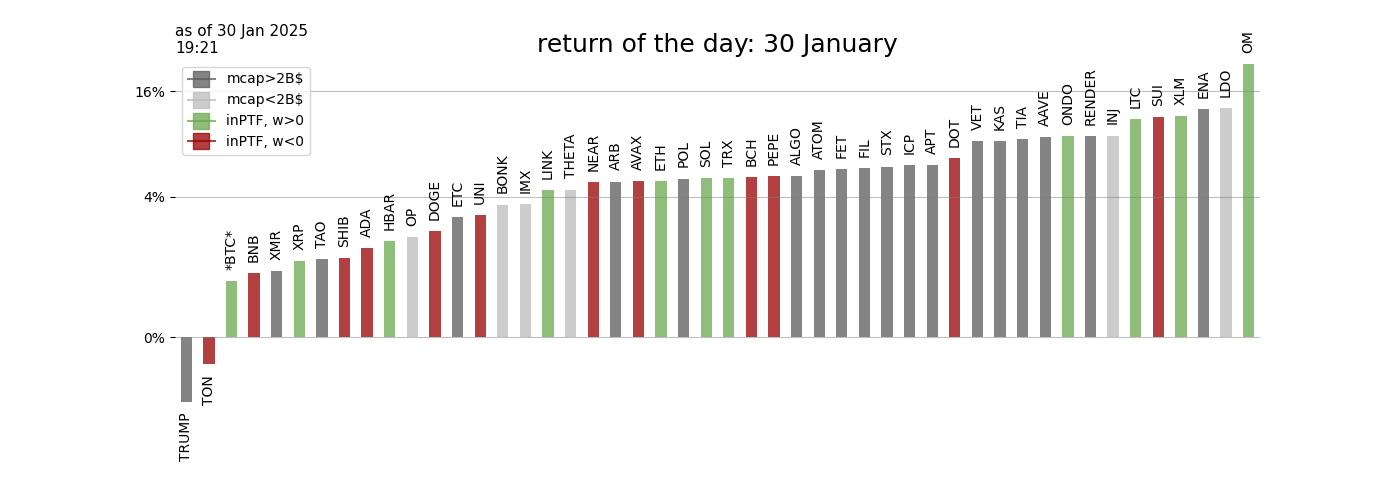 as of 30 Jan 2025
19:21
return of the day: 30 January
mcap>2B$
mcap<2B$
inPTF, w>0
inPTF, w<0
16%
4%
0%
TRUMP
TON
*BTC*
BNB
XMR
XRP
TAO
SHIB
ADA
HBAR
OP
DOGE
ETC
UNI
BONK
IMX
LINK
THETA
NEAR
ARB
AVAX
ETH
POL
SOL
TRX
BCH
PEPE
ALGO
ATOM
FET
FIL
STX
ICP
APT
DOT
VET
KAS
TIA
AAVE
ONDO
RENDER
INJ
LTC
SUI
XLM
ENA
LDO
OM